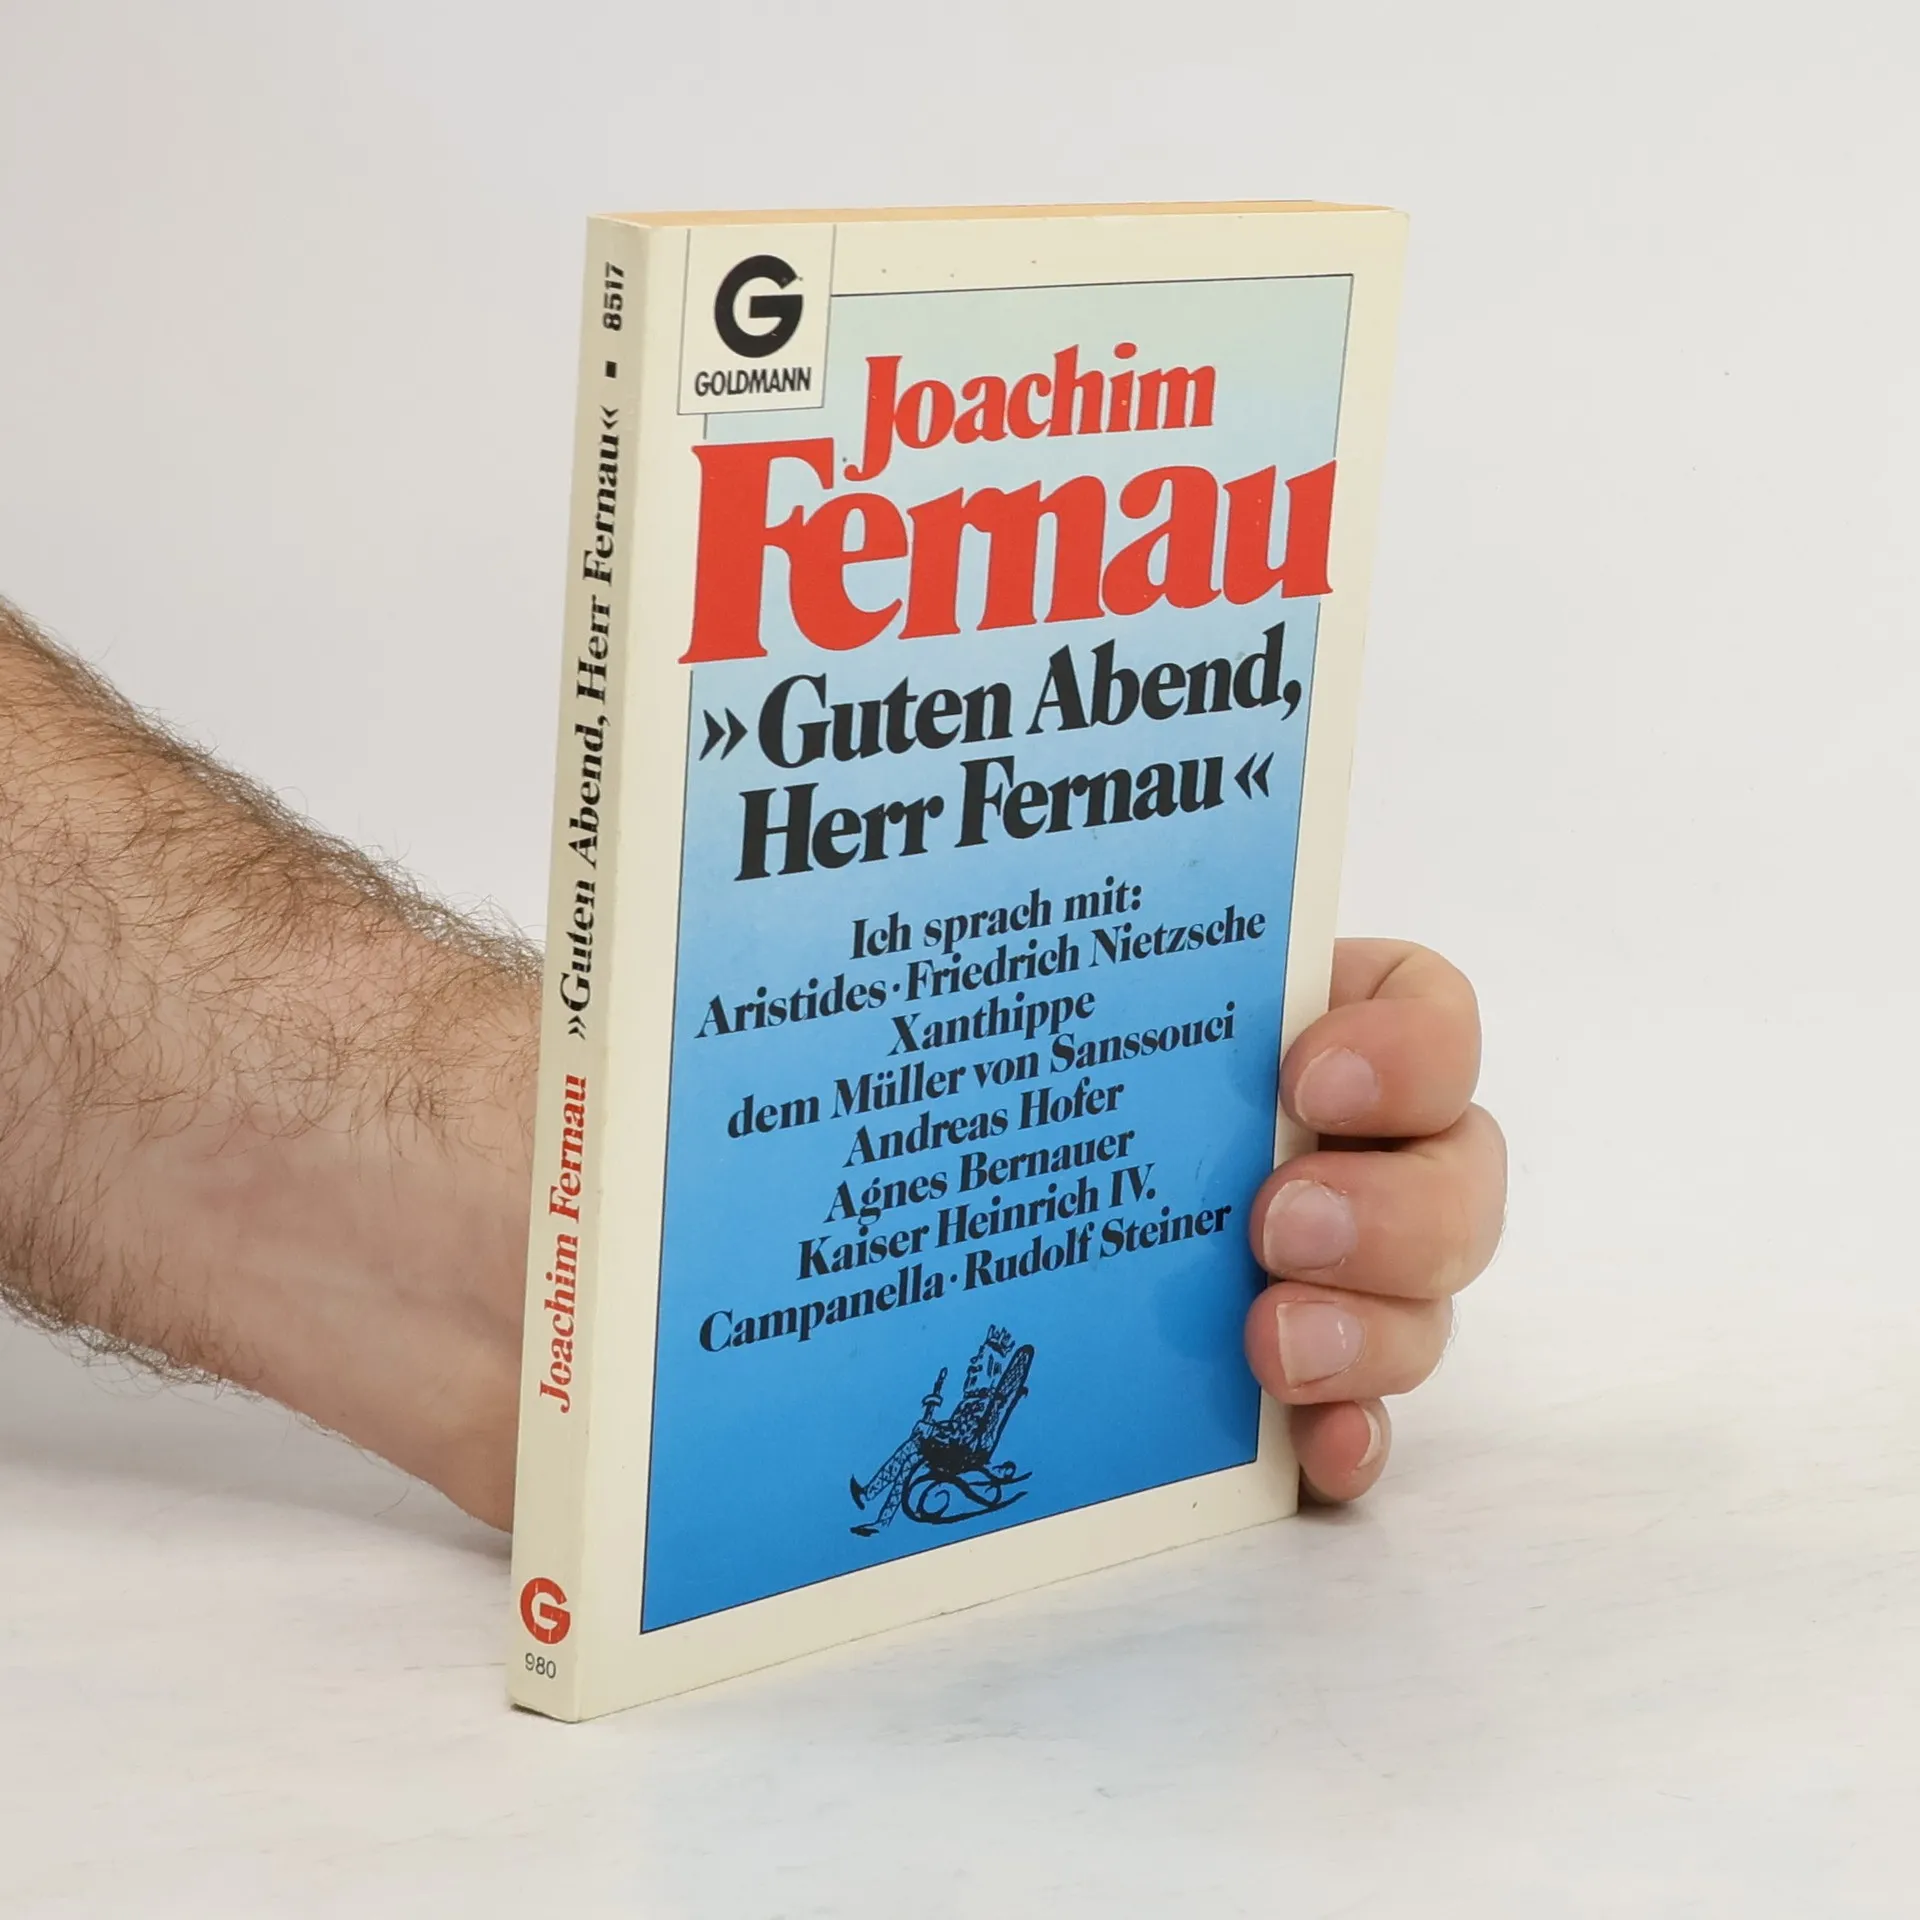 8517
»Guten Abend, Herr Fernau«
Joachim Fernau
G
980
G
GOLDMANN
Joachim
Fernau
»Guten Abend,
Herr Fernau«
Ich sprach mit:
Aristides · Friedrich Nietzsche
Xanthippe
dem Müller von Sanssouci
Andreas Hofer
Agnes Bernauer
Kaiser Heinrich IV.
Campanella · Rudolf Steiner